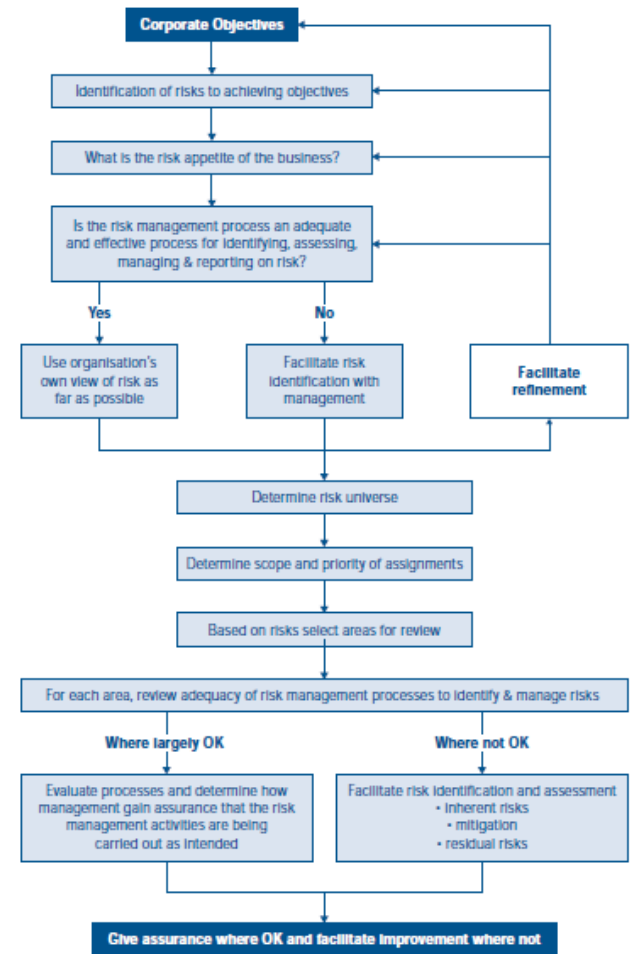 Corporate Objectives
Identification of risks to achieving objectives
What is the risk appetite of the business?
Is the risk management process an adequate
and effective process for identifying, assessing,
managing & reporting on risk?
Yes
No
Use organisation's
own view of risk as
far as possible
Facilitate risk
identification with
management
Facilitate
refinement
Determine risk universe
Determine scope and priority of assignments
Based on risks select areas for review
For each area, review adequacy of risk management processes to identify & manage risks
Where largely OK
Where not OK
Evaluate processes and determine how
management gain assurance that the risk
management activities are being
carried out as intended
Facilitate risk identification and assessment
• inherent risks
• mitigation
• residual risks
Give assurance where OK and facilitate improvement where not